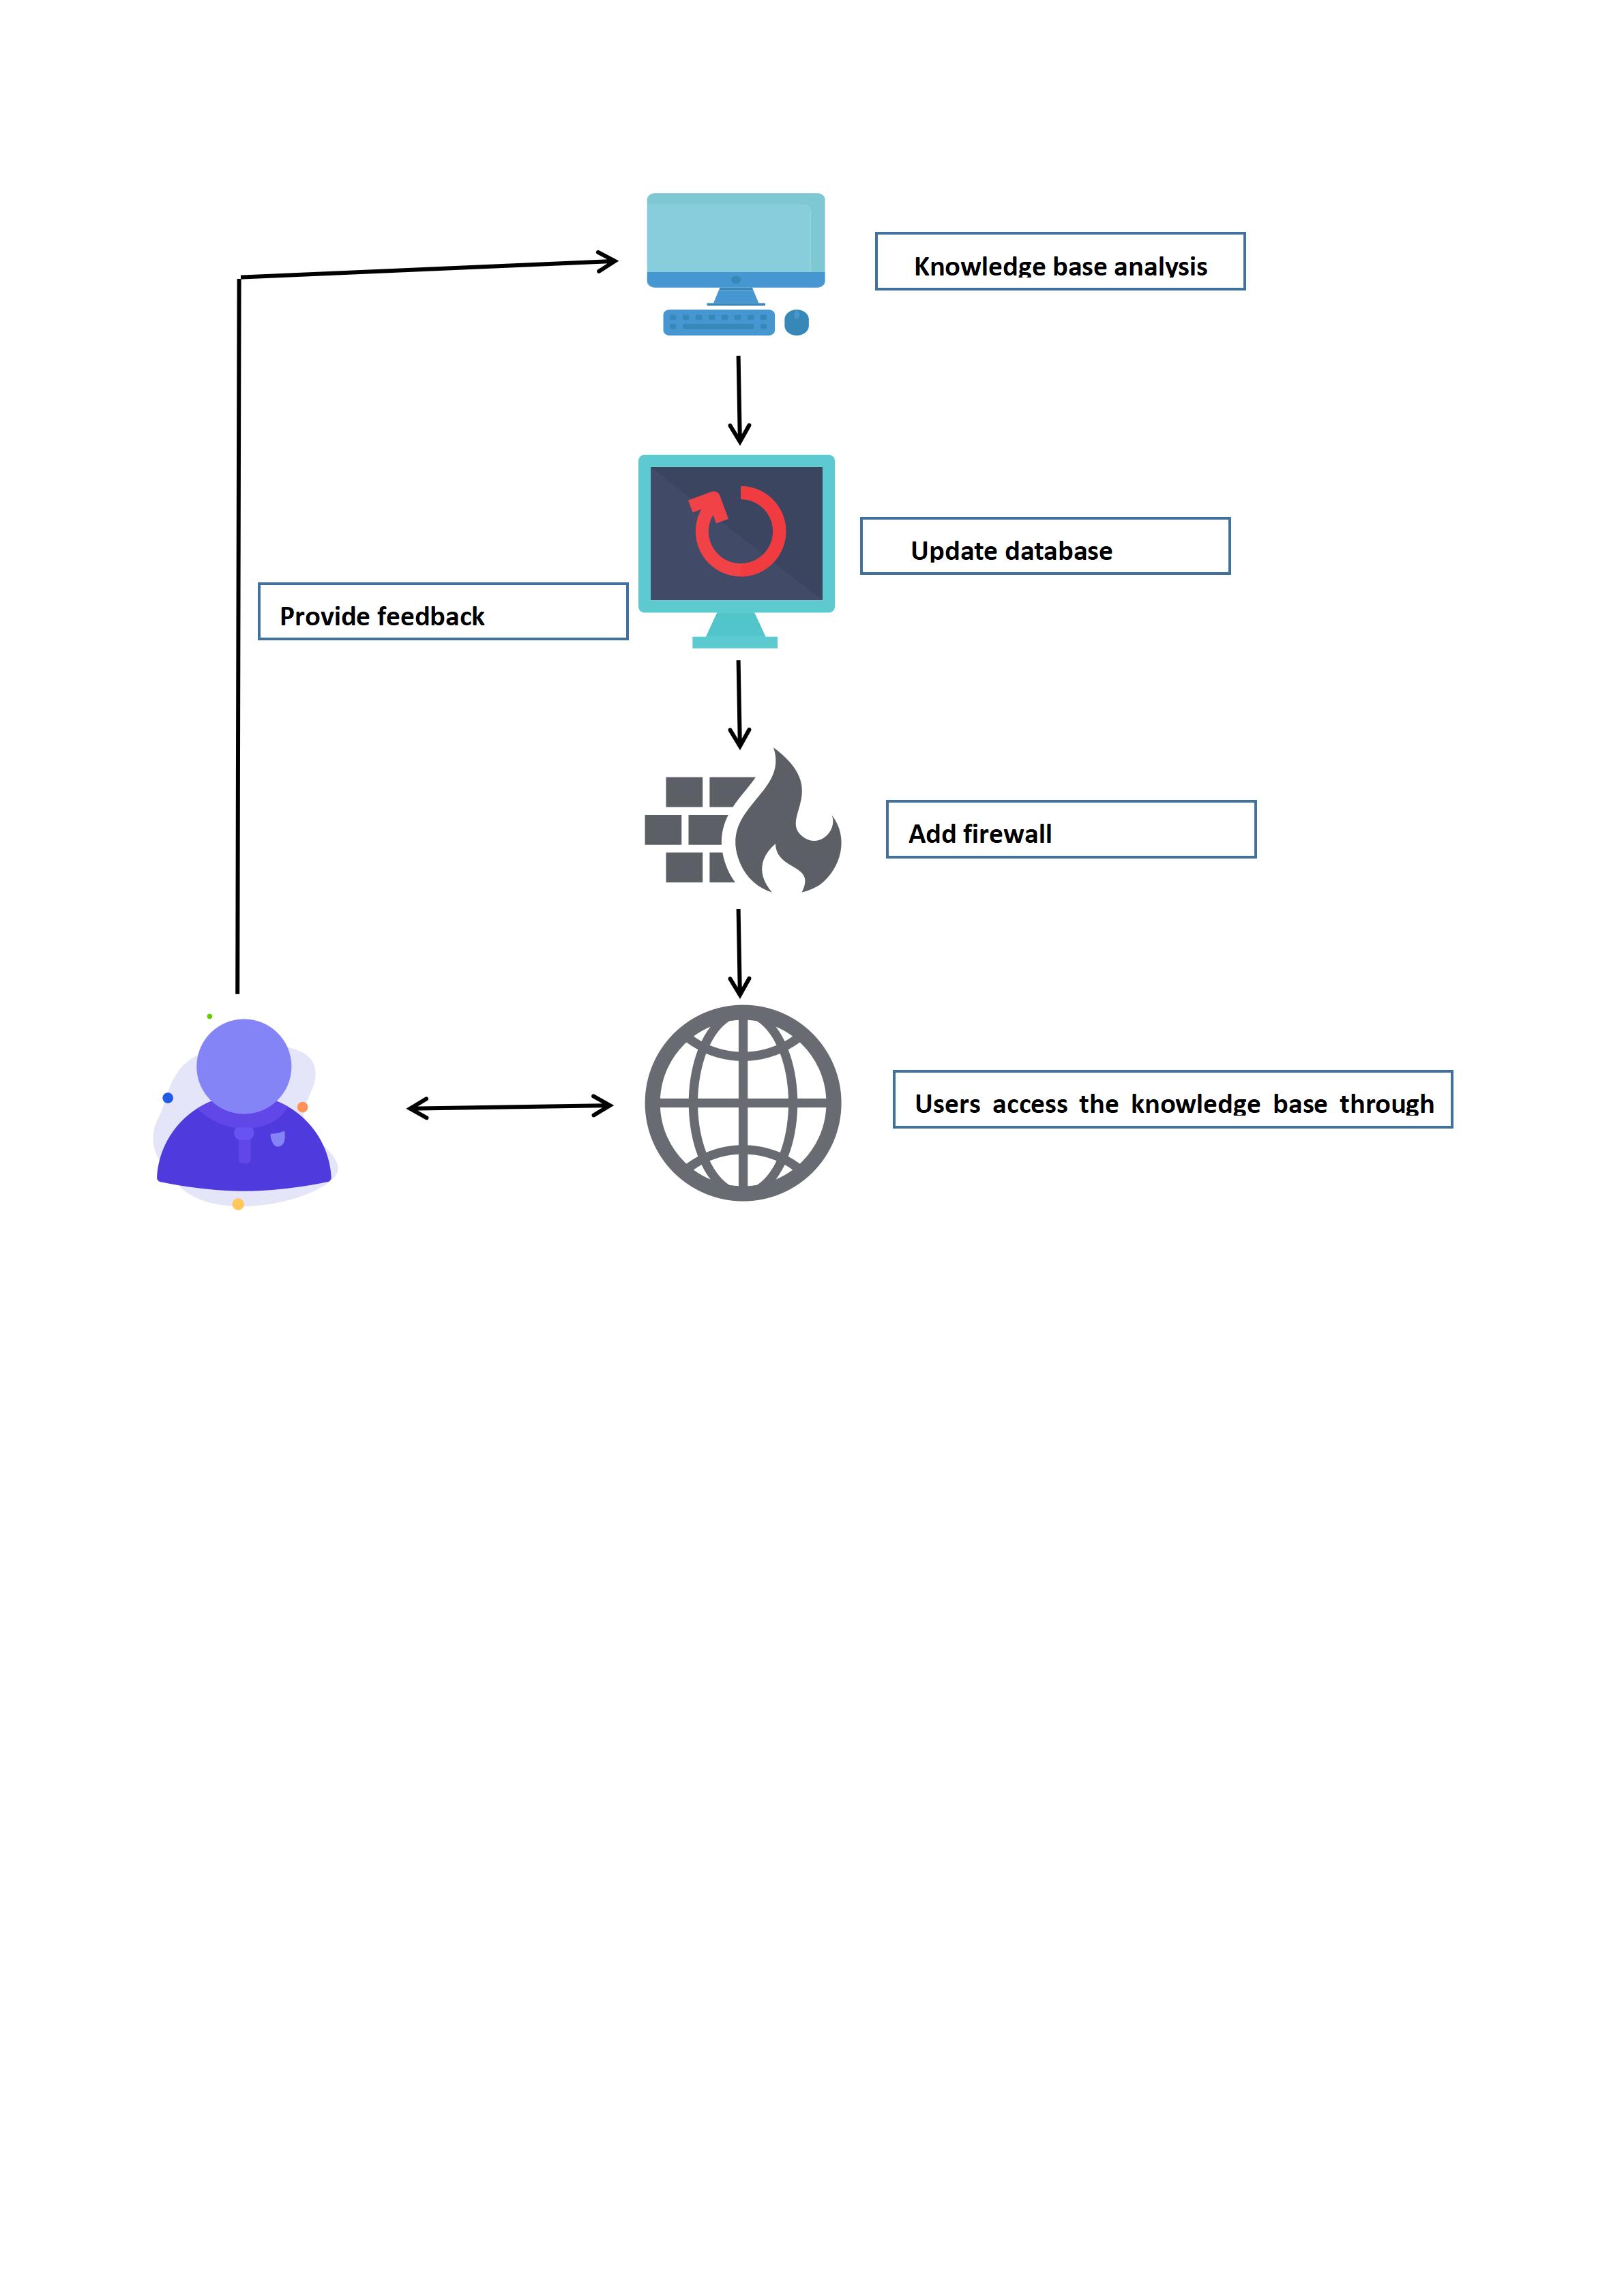 Knowledge base analysis
Update database
Provide feedback
Add firewall
Users access the knowledge base through